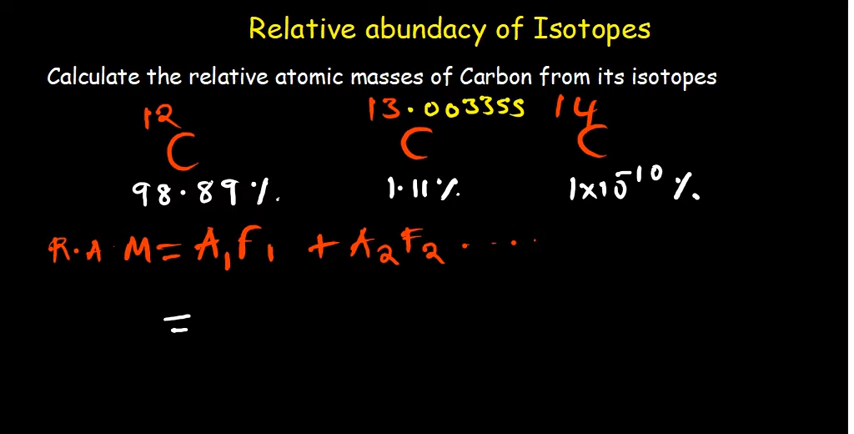 Relative abundacy of Isotopes
Calculate the relative atomic masses of Carbon from its isotopes
12 13.003355 14
C C C
98.89% 1.11% 1x10⁻¹⁰ %
R.A M = A₁F₁ + A₂F₂ .....
=